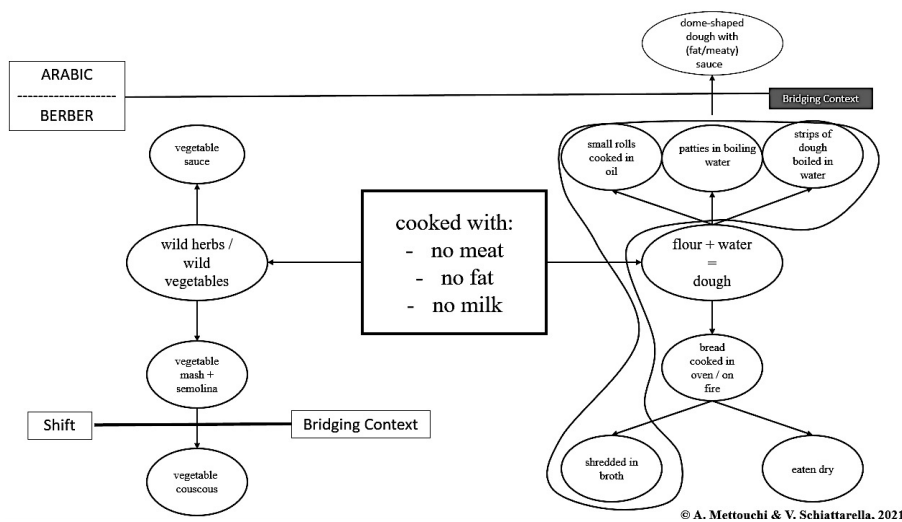 dome-shaped
dough with
(fat/meaty)
sauce
ARABIC
--------------------
BERBER
Bridging Context
vegetable
sauce
small rolls
cooked in
oil
patties in boiling
water
strips of
dough
boiled in
water
wild herbs /
wild
vegetables
cooked with:
- no meat
- no fat
- no milk
flour + water
=
dough
vegetable
mash +
semolina
bread
cooked in
oven / on
fire
Shift
Bridging Context
vegetable
couscous
shredded in
broth
eaten dry
© A. Mettouchi & V. Schiattarella, 2021